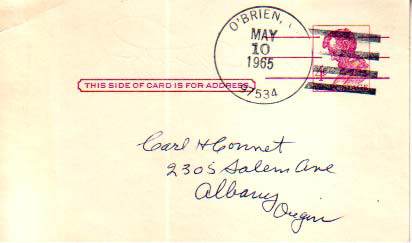 O'BRIEN,
MAY
10
1965
97534
THIS SIDE OF CARD IS FOR ADDRESS
Carl H Connet
2305 Salem Ave
Albany
Oregon